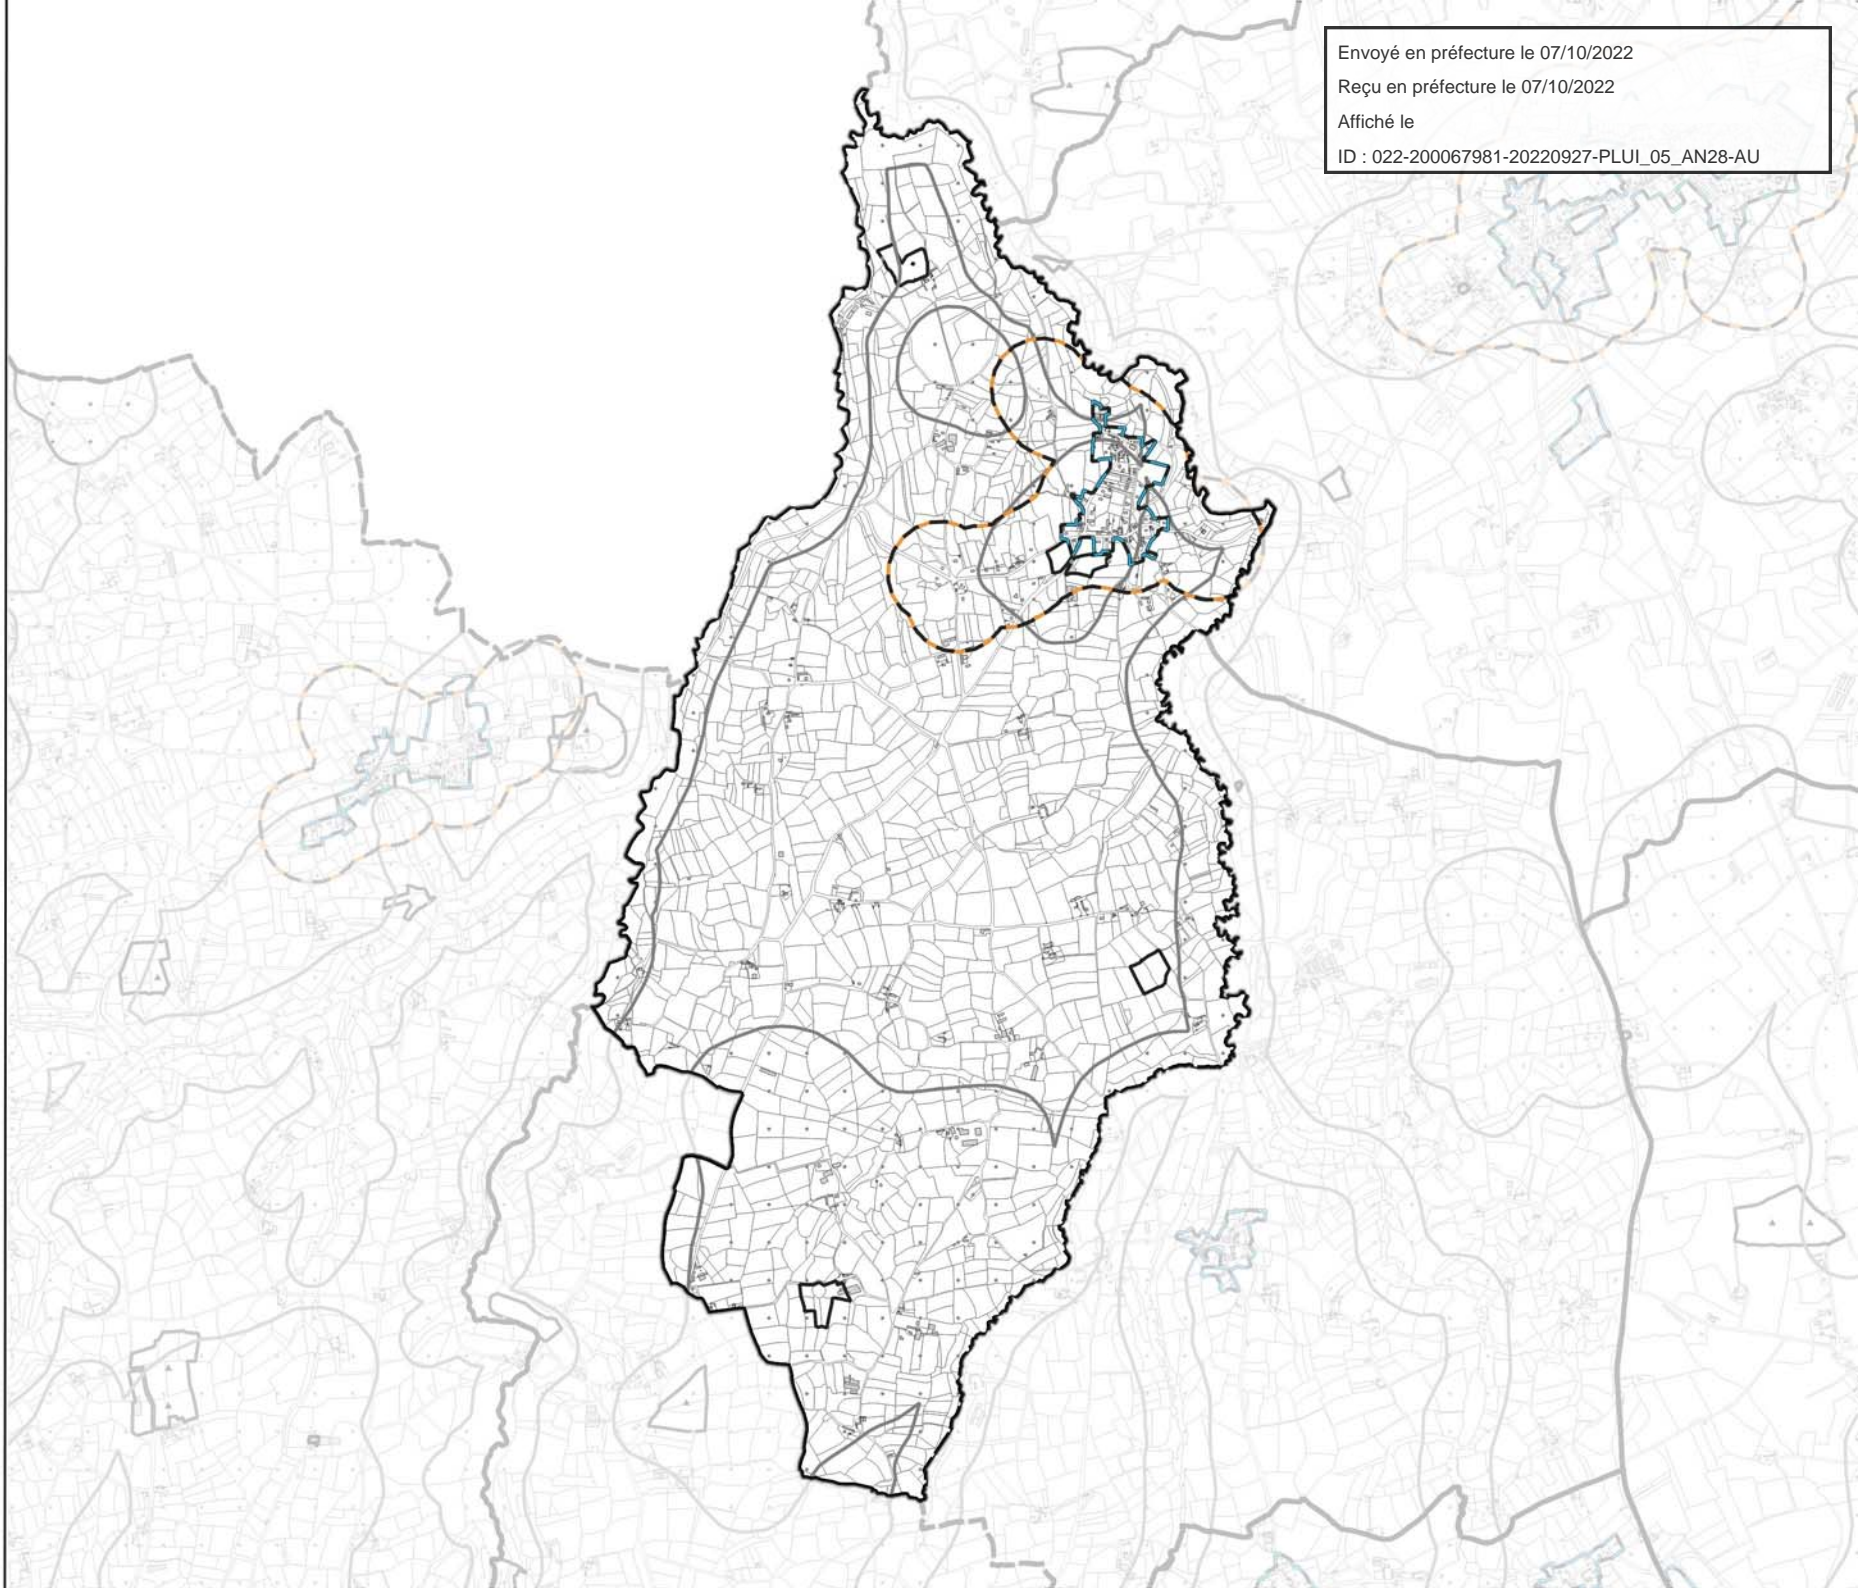 Envoyé en préfecture le 07/10/2022
Reçu en préfecture le 07/10/2022
Affiché le
ID : 022-200067981-20220927-PLUI_05_AN28-AU